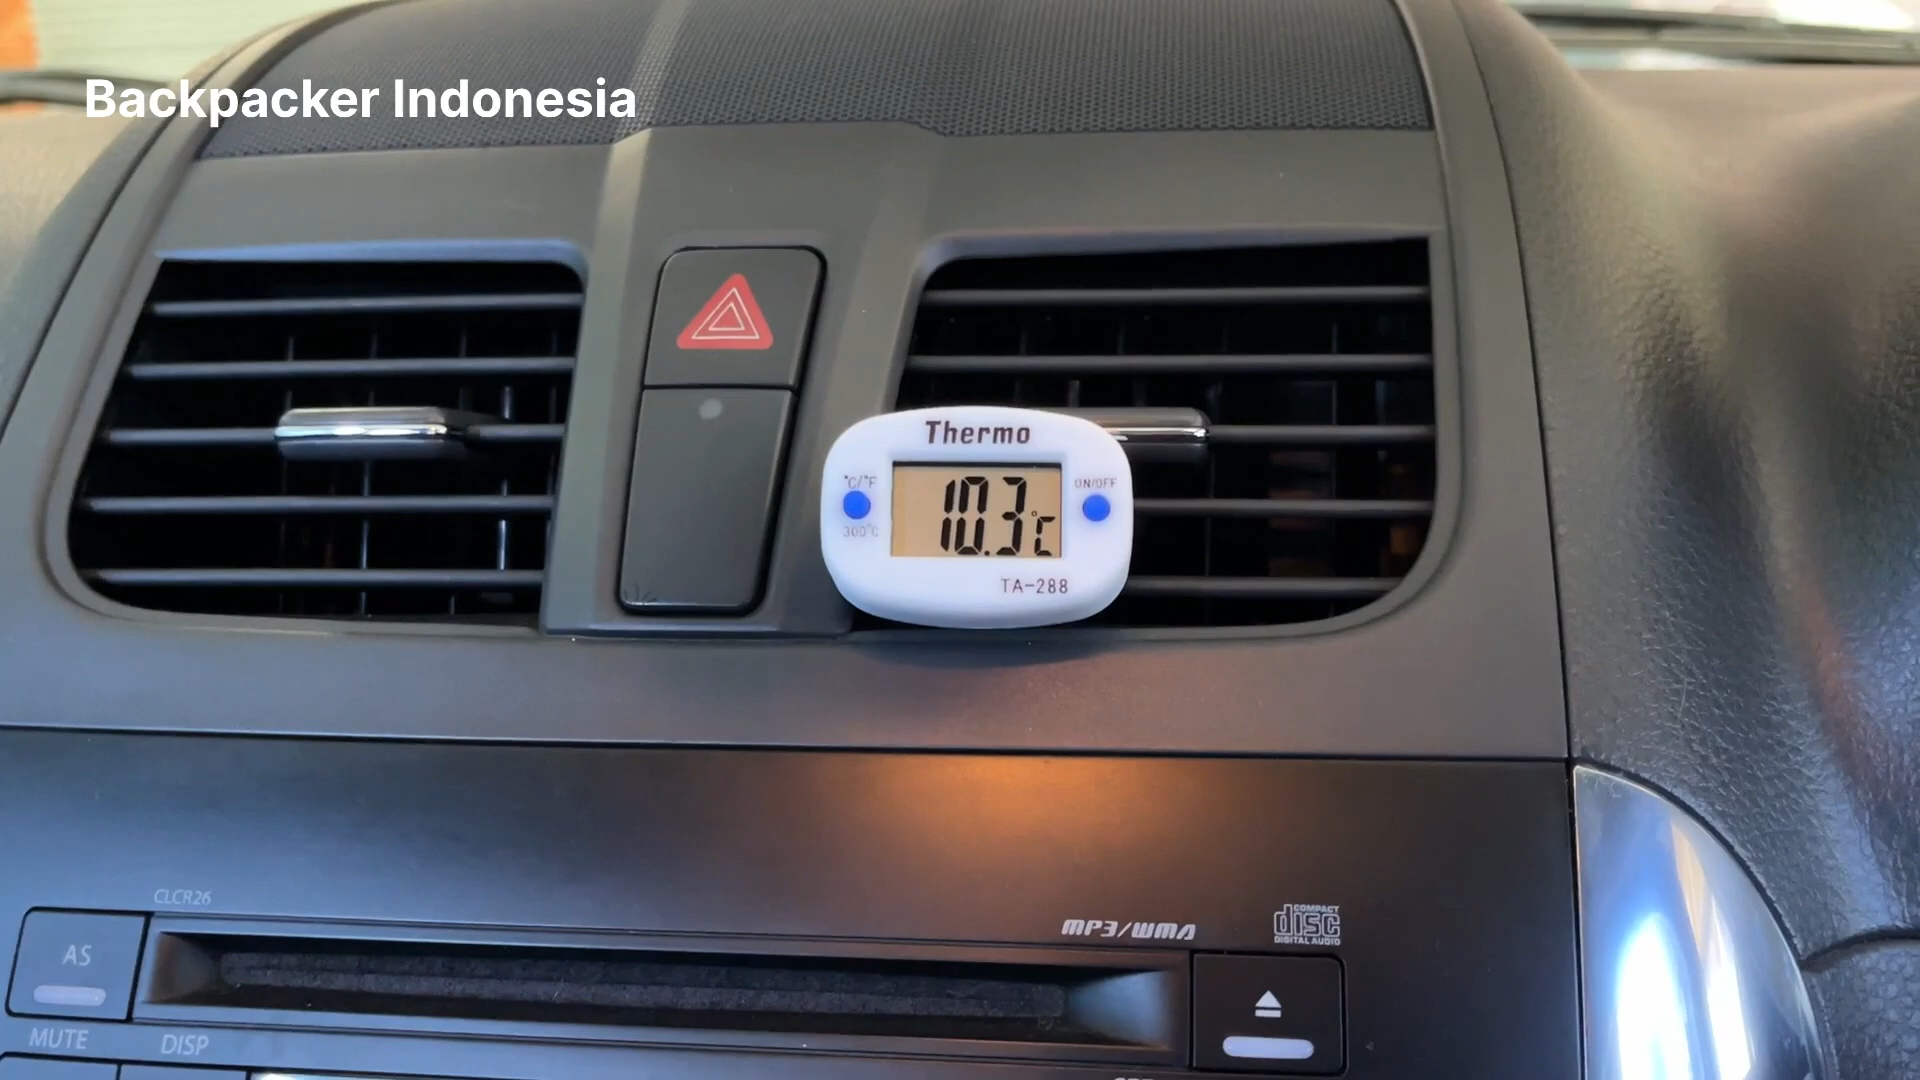 Backpacker Indonesia
Thermo
°C/°F
ON/OFF
300°C
10.3°C
TA-288
CLCR26
MP3/WMA
COMPACT
disc
DIGITAL AUDIO
AS
MUTE
DISP